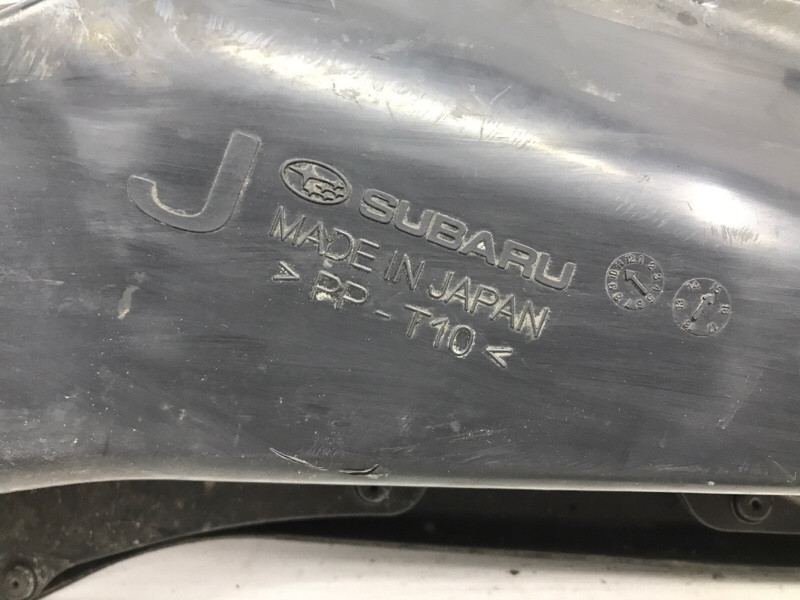 J
SUBARU
MADE IN JAPAN
> PP - T10 <